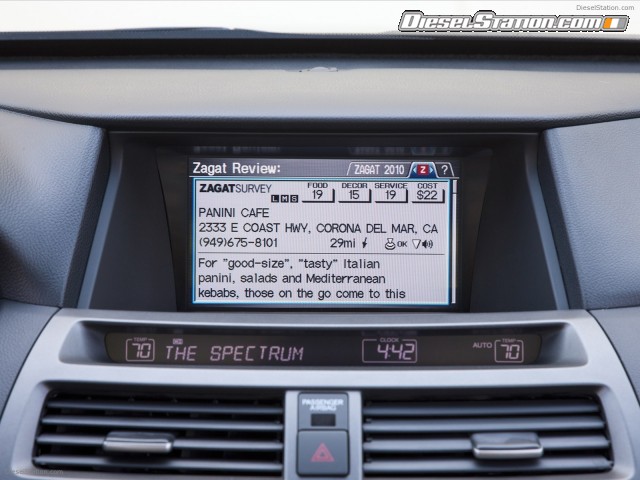 DieselStation.com
DieselStation.com
Zagat Review: ZAGAT 2010 Z ?
ZAGATSURVEY FOOD DECOR SERVICE COST
L M S 19 15 19 $22
PANINI CAFE
2333 E COAST HWY, CORONA DEL MAR, CA
(949)675-8101 29mi OK
For "good-size", "tasty" Italian
panini, salads and Mediterranean
kebabs, those on the go come to this
TEMP HD CLOCK TEMP
70 THE SPECTRUM 4:42 AUTO 70
PASSENGER
AIRBAG